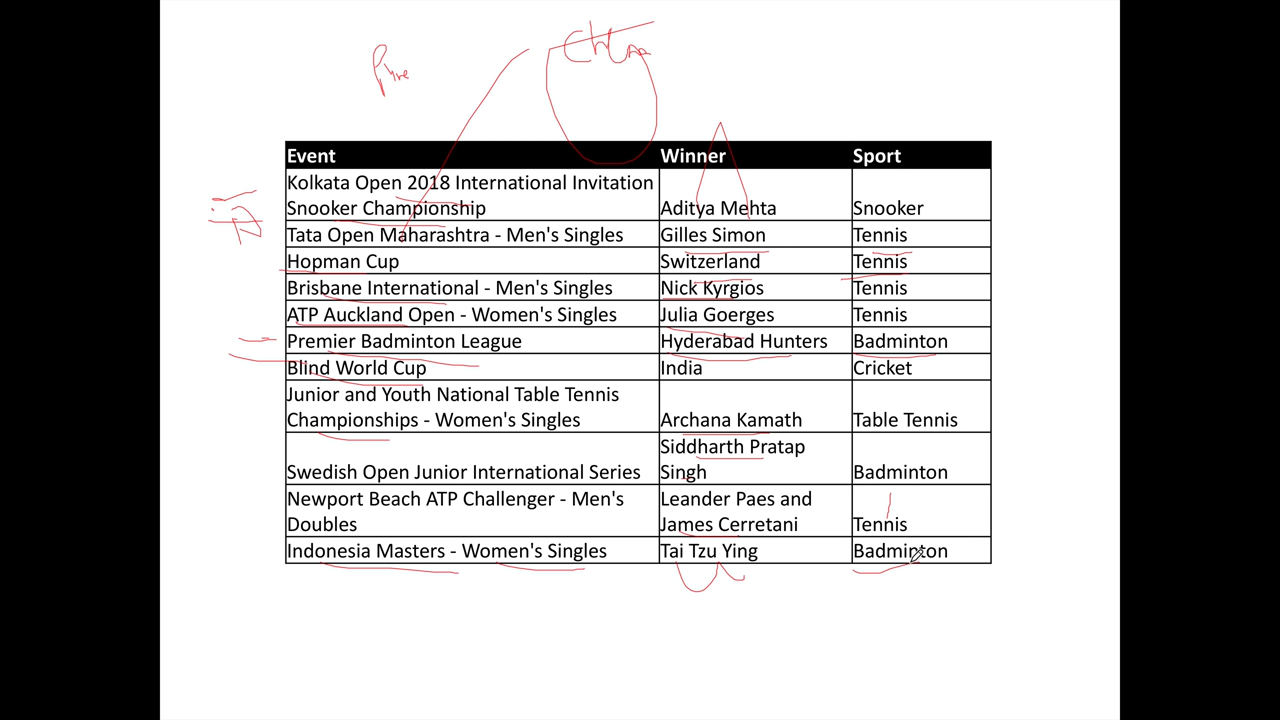 Event Winner Sport
Kolkata Open 2018 International Invitation
Snooker Championship Aditya Mehta Snooker
Tata Open Maharashtra - Men's Singles Gilles Simon Tennis
Hopman Cup Switzerland Tennis
Brisbane International - Men's Singles Nick Kyrgios Tennis
ATP Auckland Open - Women's Singles Julia Goerges Tennis
Premier Badminton League Hyderabad Hunters Badminton
Blind World Cup India Cricket
Junior and Youth National Table Tennis
Championships - Women's Singles Archana Kamath Table Tennis
Siddharth Pratap
Swedish Open Junior International Series Singh Badminton
Newport Beach ATP Challenger - Men's Leander Paes and
Doubles James Cerretani Tennis
Indonesia Masters - Women's Singles Tai Tzu Ying Badminton